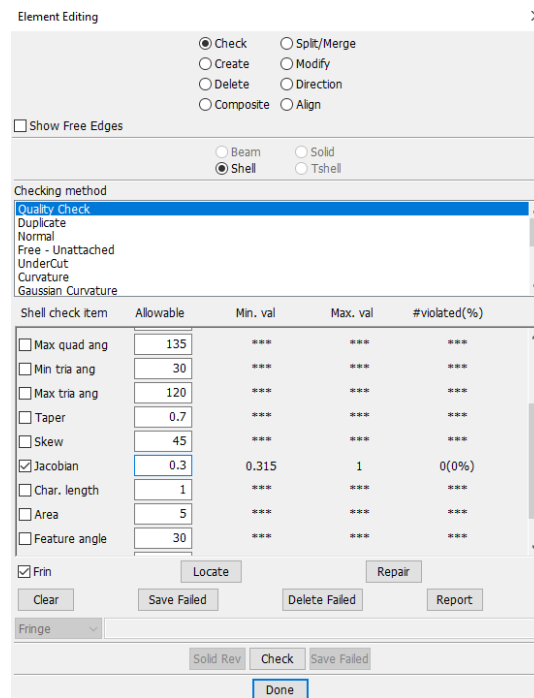 Element Editing
Check Split/Merge
Create Modify
Delete Direction
Composite Align
Show Free Edges
Beam Solid
Shell Tshell
Checking method
Quality Check
Duplicate
Normal
Free - Unattached
UnderCut
Curvature
Gaussian Curvature
Shell check item Allowable Min. val Max. val #violated(%)
Max quad ang 135 *** *** ***
Min tria ang 30 *** *** ***
Max tria ang 120 *** *** ***
Taper 0.7 *** *** ***
Skew 45 *** *** ***
Jacobian 0.3 0.315 1 0(0%)
Char. length 1 *** *** ***
Area 5 *** *** ***
Feature angle 30 *** *** ***
Frin Locate Repair
Clear Save Failed Delete Failed Report
Fringe
Solid Rev Check Save Failed
Done